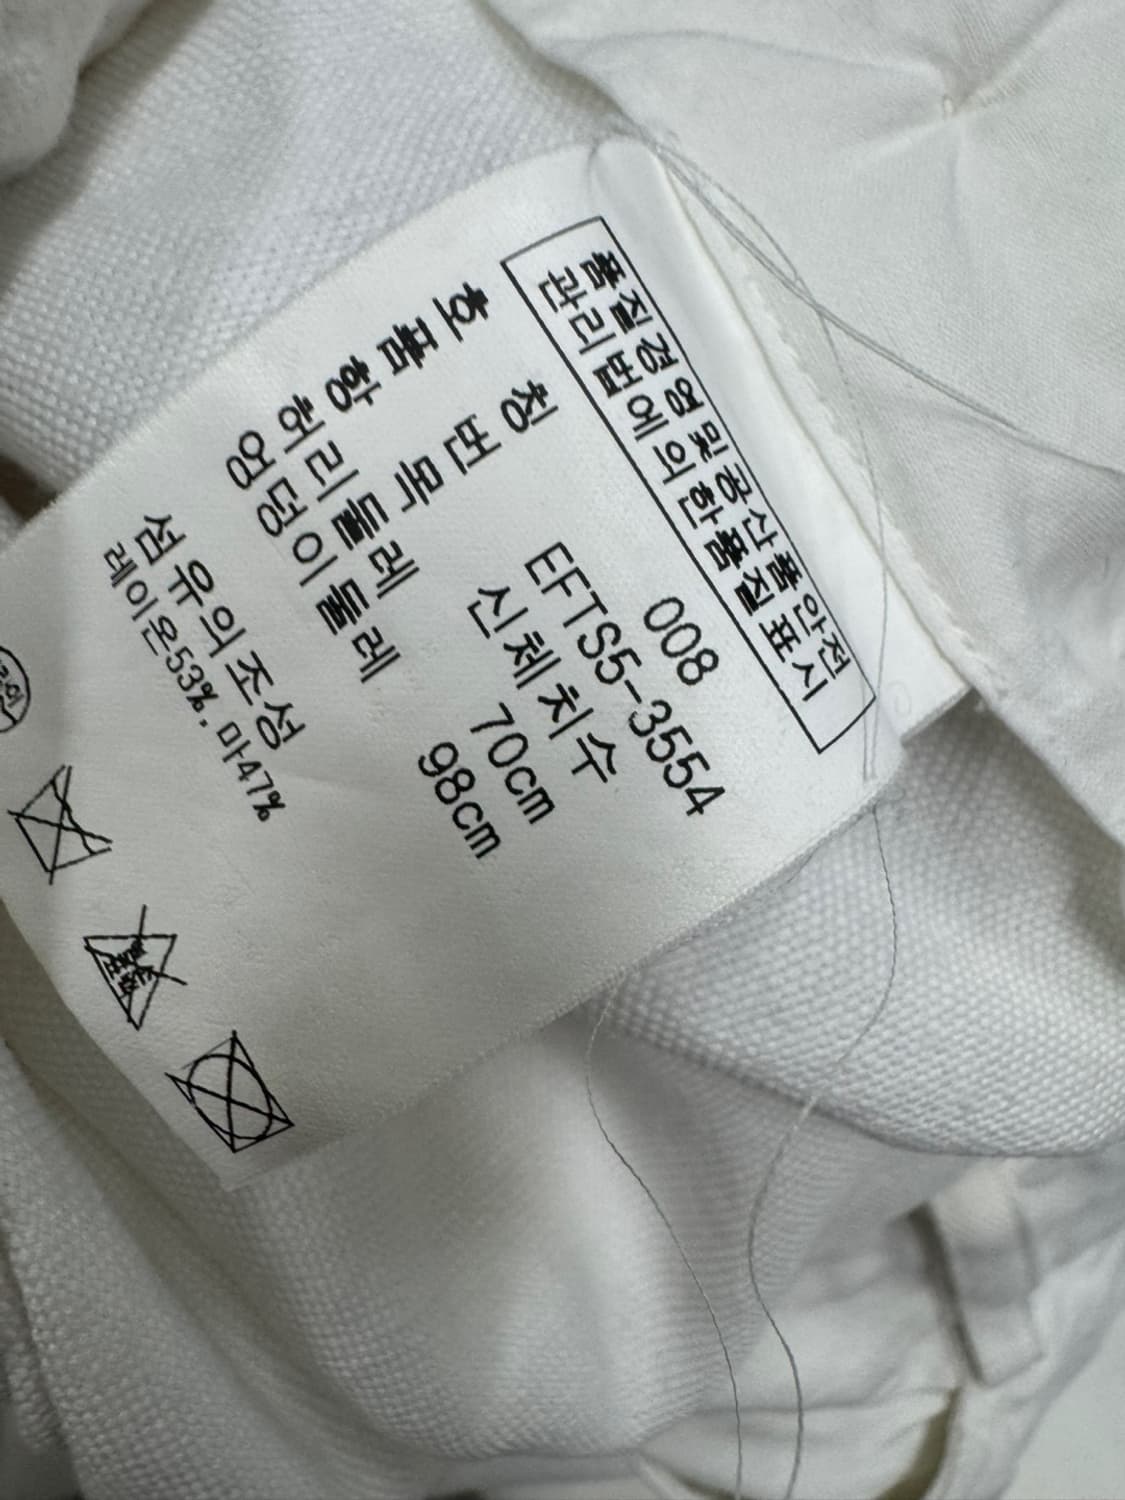 품질경영및공산품안전
관리법에의한품질표시
호 칭 008
품 번 EFTS5-3554
항 목 신체치수
허리둘레 70cm
엉덩이둘레 98cm
섬유의조성
레이온53%, 마47%